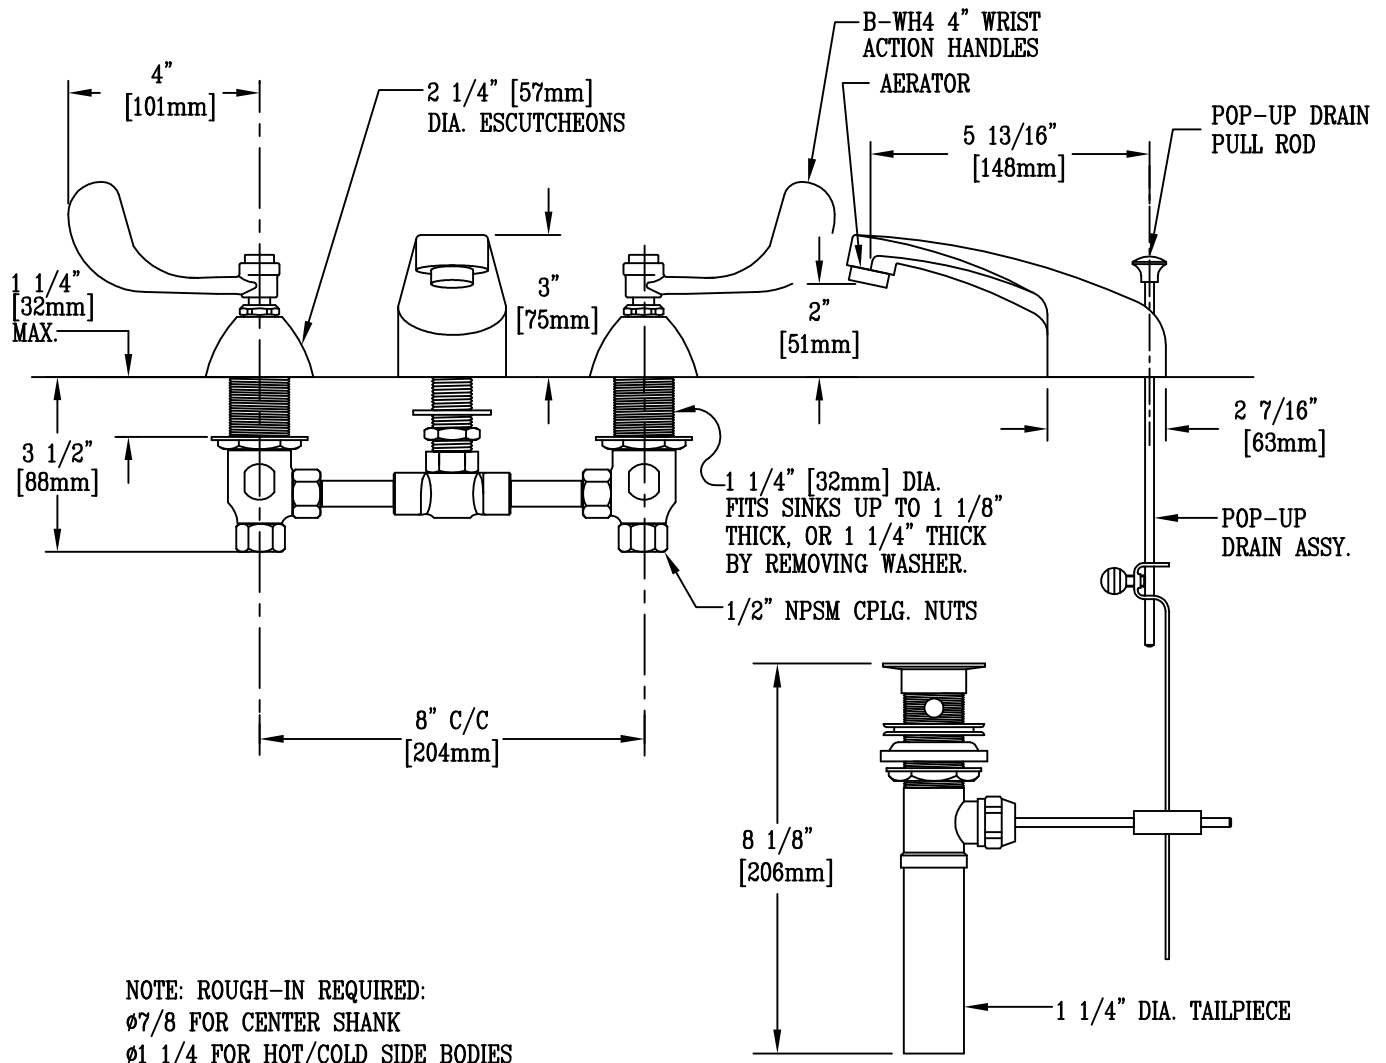 B-WH4 4" WRIST
ACTION HANDLES
4"
[101mm]
2 1/4" [57mm]
DIA. ESCUTCHEONS
AERATOR
POP-UP DRAIN
PULL ROD
5 13/16"
[148mm]
1 1/4"
[32mm]
MAX.
3"
[75mm]
2"
[51mm]
2 7/16"
[63mm]
3 1/2"
[88mm]
1 1/4" [32mm] DIA.
FITS SINKS UP TO 1 1/8"
THICK, OR 1 1/4" THICK
BY REMOVING WASHER.
POP-UP
DRAIN ASSY.
1/2" NPSM CPLG. NUTS
8" C/C
[204mm]
8 1/8"
[206mm]
NOTE: ROUGH-IN REQUIRED:
ø7/8 FOR CENTER SHANK
ø1 1/4 FOR HOT/COLD SIDE BODIES
1 1/4" DIA. TAILPIECE